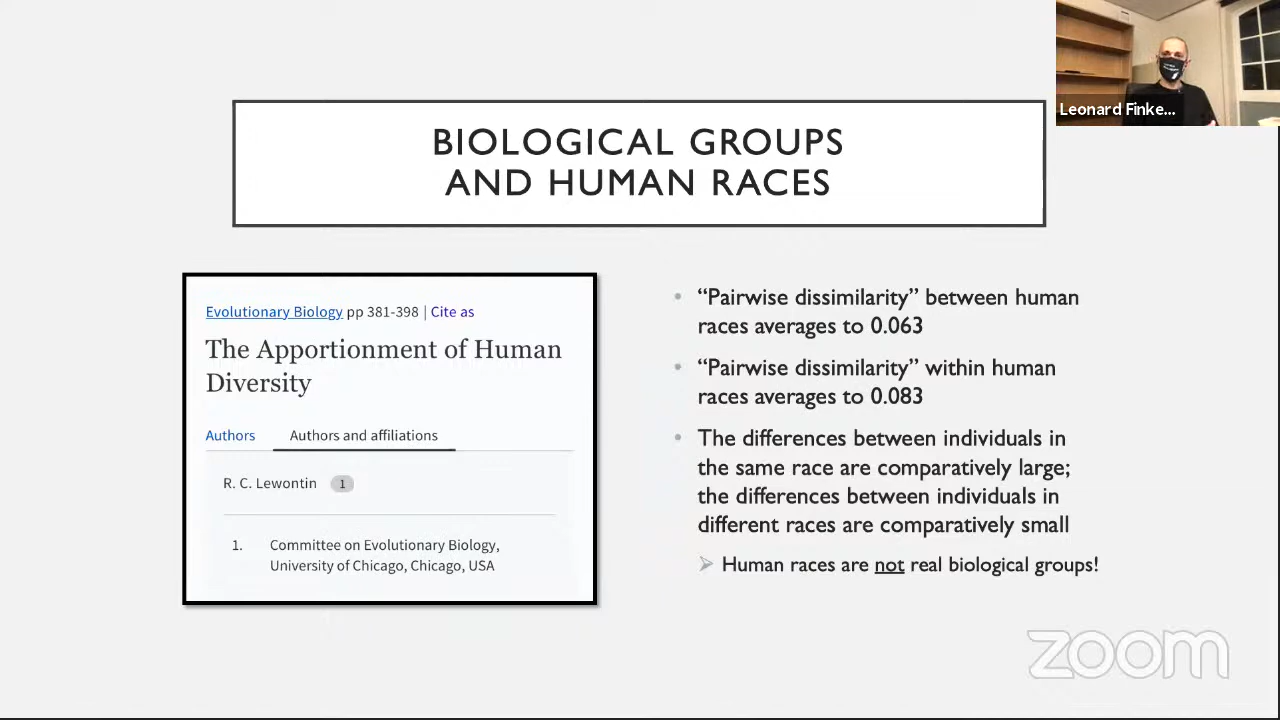 Leonard Finke...
BIOLOGICAL GROUPS
AND HUMAN RACES
Evolutionary Biology pp 381-398 | Cite as
The Apportionment of Human
Diversity
Authors Authors and affiliations
R. C. Lewontin 1
1. Committee on Evolutionary Biology,
University of Chicago, Chicago, USA
• “Pairwise dissimilarity” between human
races averages to 0.063
• “Pairwise dissimilarity” within human
races averages to 0.083
• The differences between individuals in
the same race are comparatively large;
the differences between individuals in
different races are comparatively small
➢ Human races are not real biological groups!
zoom